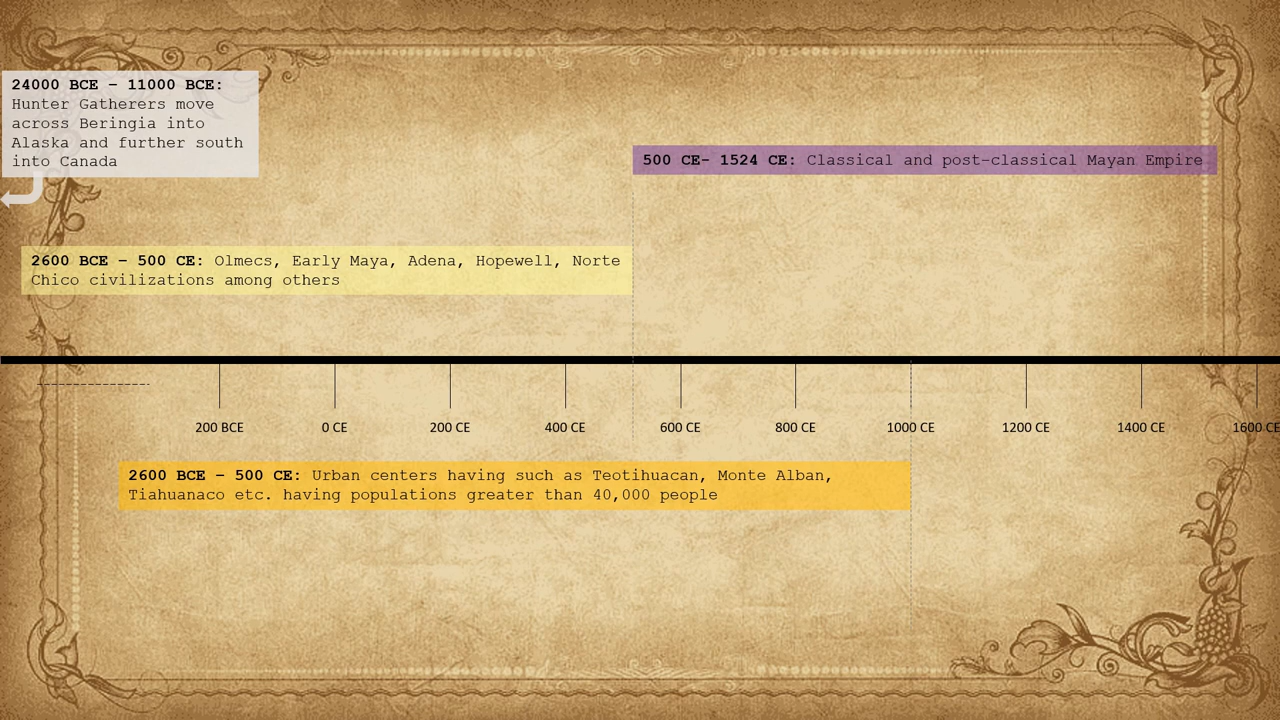 24000 BCE – 11000 BCE:
Hunter Gatherers move
across Beringia into
Alaska and further south
into Canada
500 CE– 1524 CE: Classical and post-classical Mayan Empire
2600 BCE – 500 CE: Olmecs, Early Maya, Adena, Hopewell, Norte
Chico civilizations among others
200 BCE 0 CE 200 CE 400 CE 600 CE 800 CE 1000 CE 1200 CE 1400 CE 1600 CE
2600 BCE – 500 CE: Urban centers having such as Teotihuacan, Monte Alban,
Tiahuanaco etc. having populations greater than 40,000 people